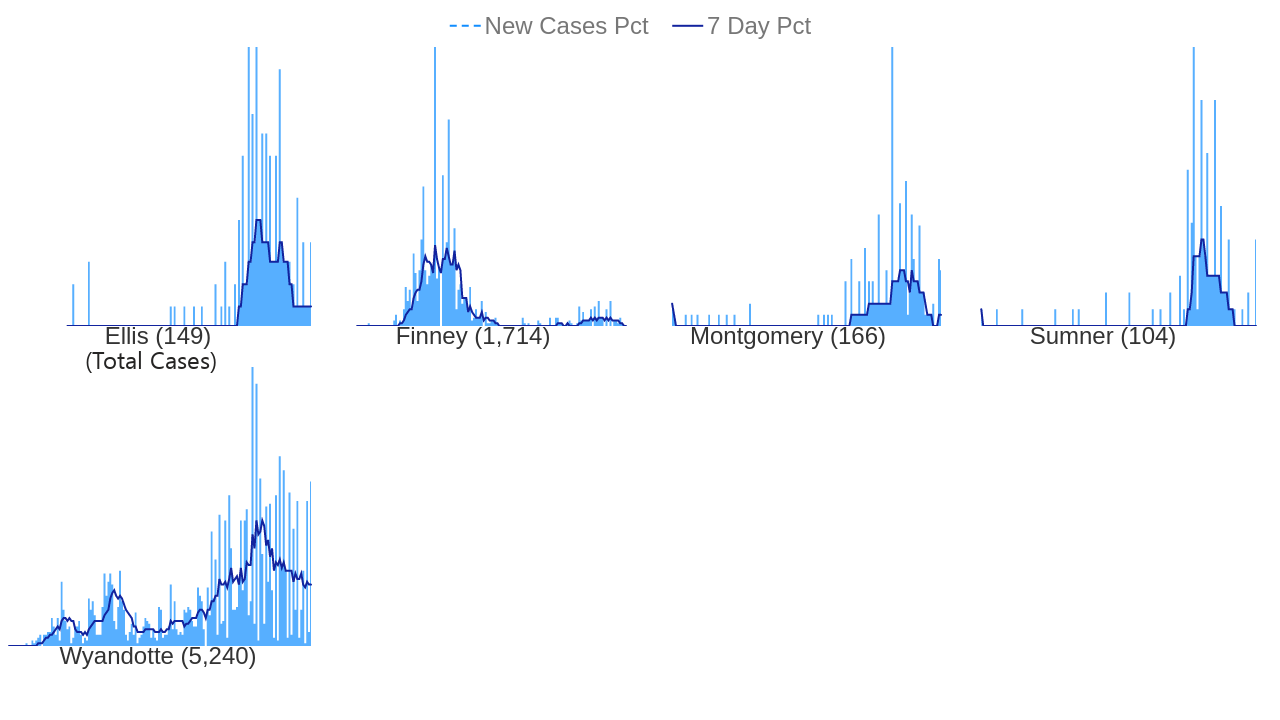 New Cases Pct 7 Day Pct
Ellis (149) Finney (1,714) Montgomery (166) Sumner (104)
(Total Cases)
Wyandotte (5,240)